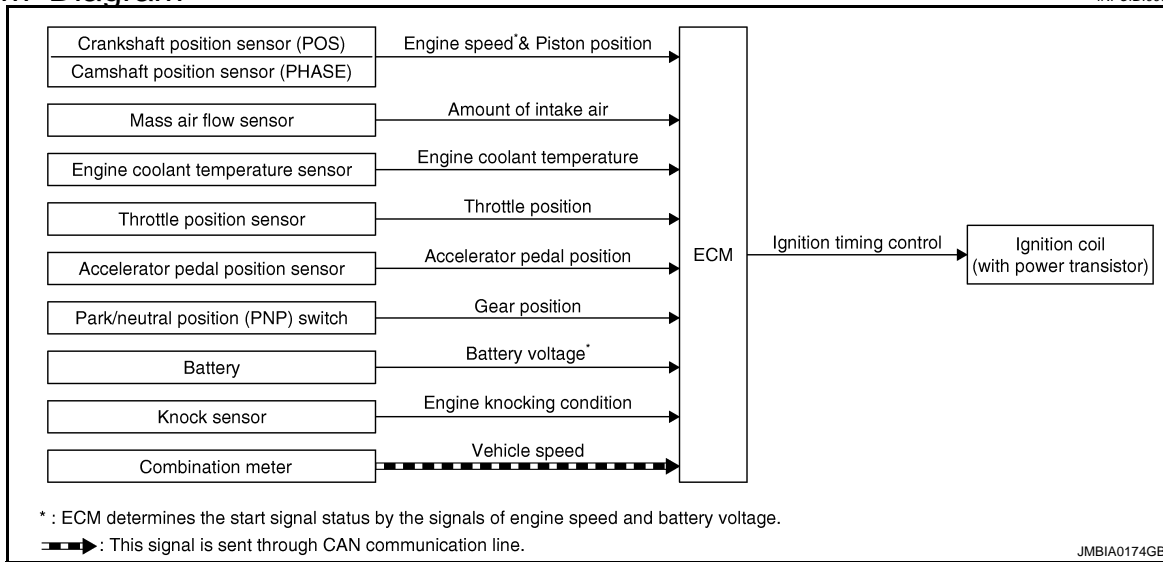 Diagram
Crankshaft position sensor (POS)
Engine speed*& Piston position
Camshaft position sensor (PHASE)
Mass air flow sensor
Amount of intake air
Engine coolant temperature sensor
Engine coolant temperature
Throttle position sensor
Throttle position
Accelerator pedal position sensor
Accelerator pedal position
Park/neutral position (PNP) switch
Gear position
Battery
Battery voltage*
Knock sensor
Engine knocking condition
Combination meter
Vehicle speed
ECM
Ignition timing control
Ignition coil
(with power transistor)
* : ECM determines the start signal status by the signals of engine speed and battery voltage.
: This signal is sent through CAN communication line.
JMBIA0174GB